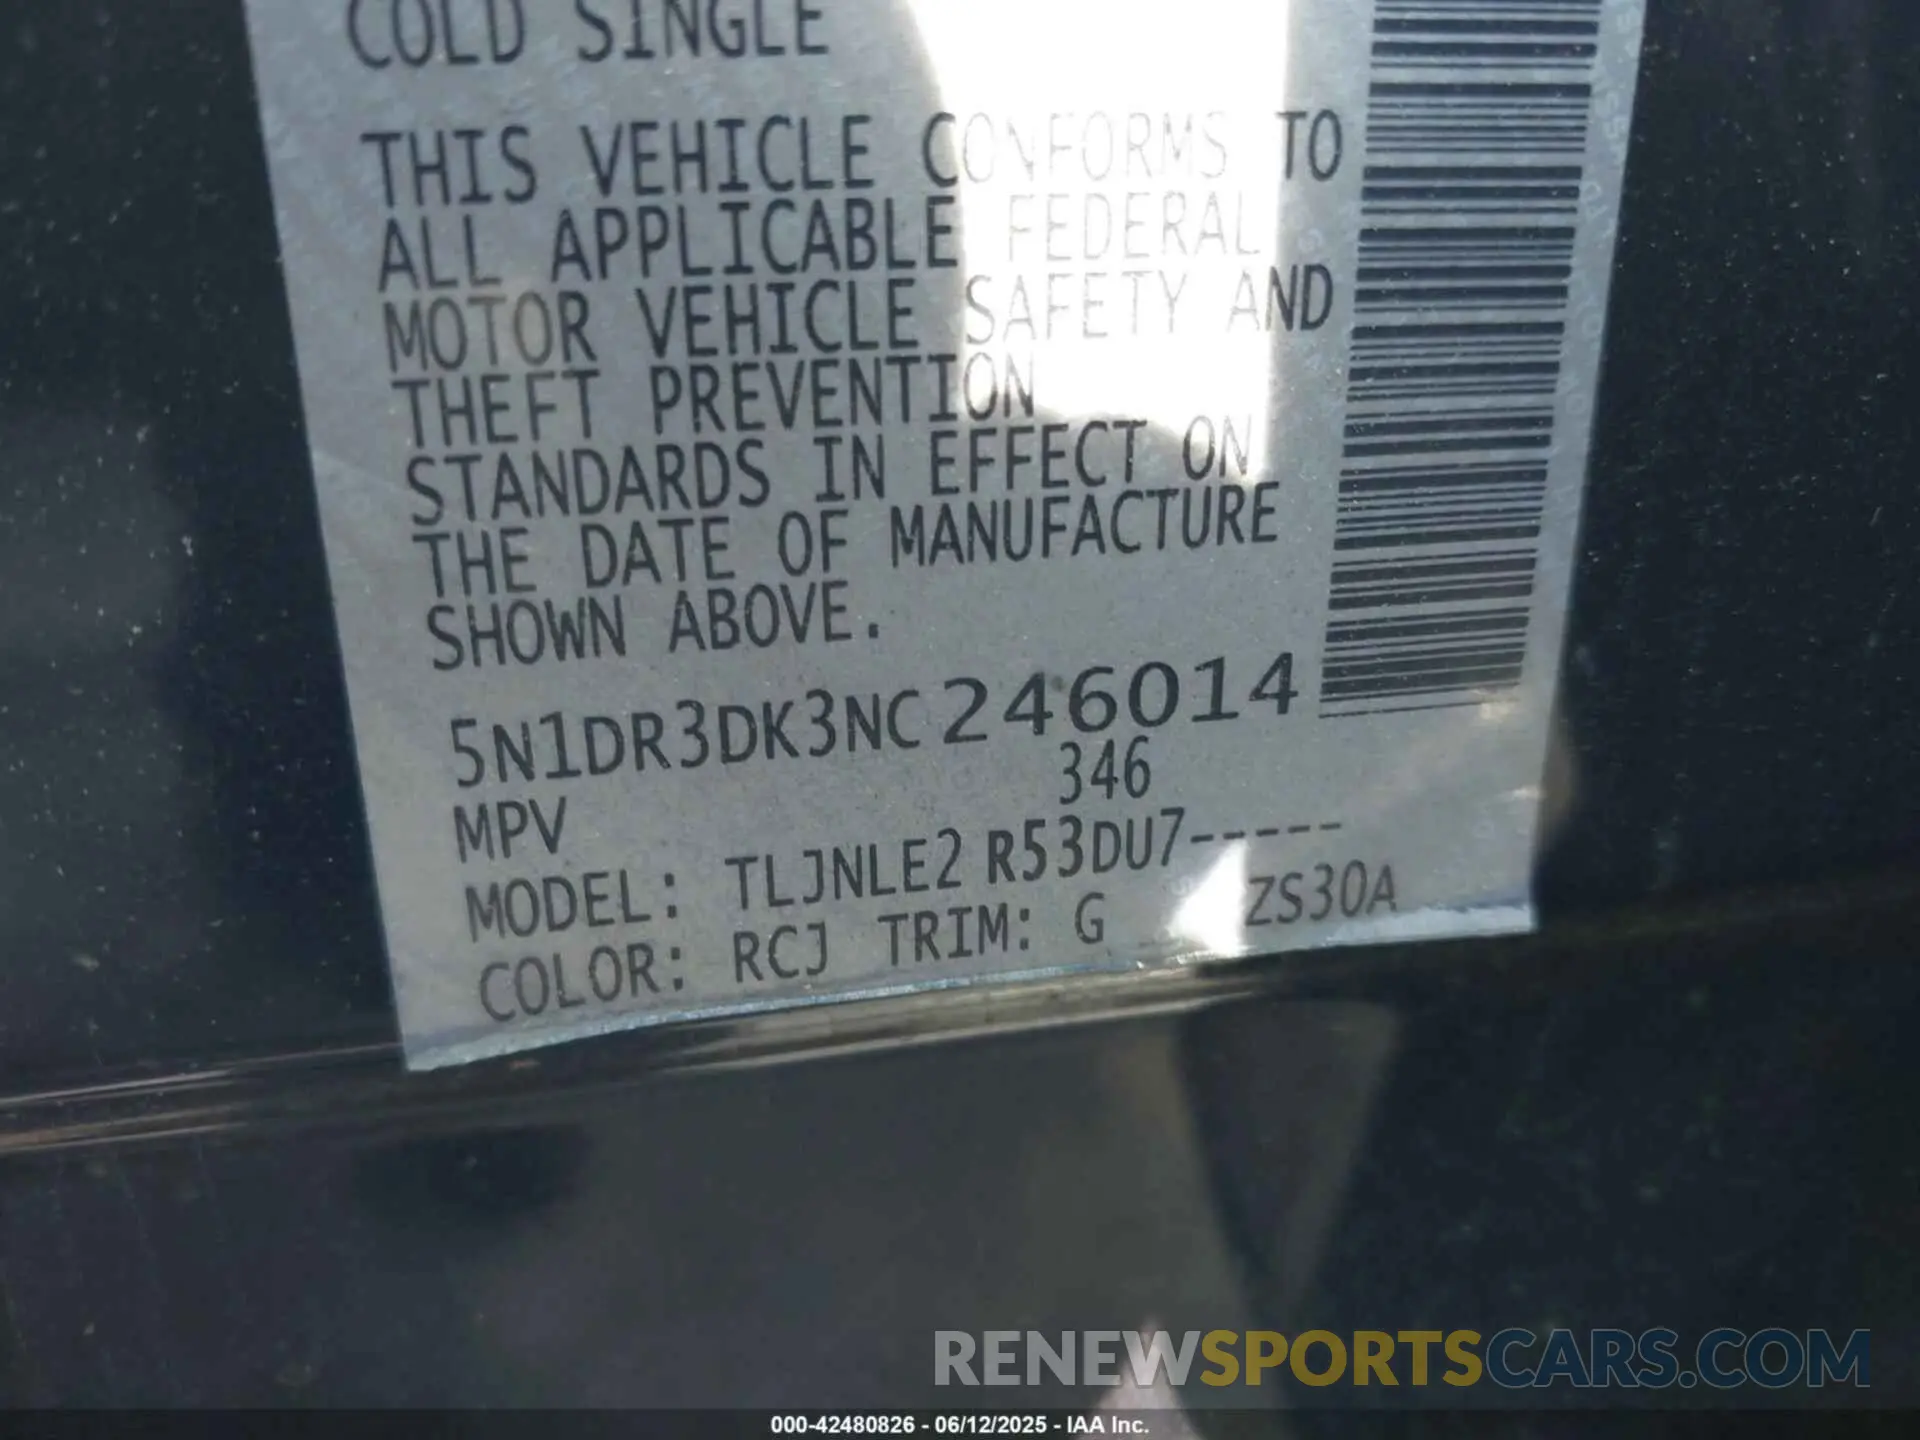 COLD SINGLE
THIS VEHICLE CONFORMS TO
ALL APPLICABLE FEDERAL
MOTOR VEHICLE SAFETY AND
THEFT PREVENTION
STANDARDS IN EFFECT ON
THE DATE OF MANUFACTURE
SHOWN ABOVE.
5N1DR3DK3NC246014
MPV 346
MODEL: TLJNLE2 R53DU7-----
COLOR: RCJ TRIM: G ZS30A
RENEWSPORTSCARS.COM
000-42480826 - 06/12/2025 - IAA Inc.